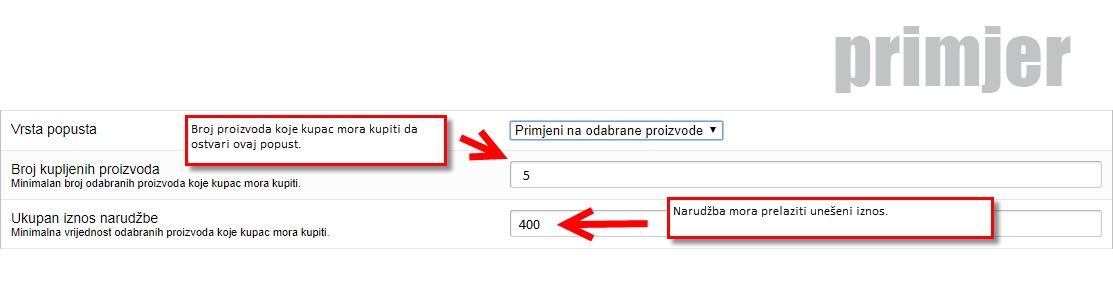 primjer
Vrsta popusta
Broj proizvoda koje kupac mora kupiti da
ostvari ovaj popust.
Primjeni na odabrane proizvode
Broj kupljenih proizvoda
Minimalan broj odabranih proizvoda koje kupac mora kupiti.
5
Ukupan iznos narudžbe
Minimalna vrijednost odabranih proizvoda koje kupac mora kupiti.
400
Narudžba mora prelaziti unešeni iznos.